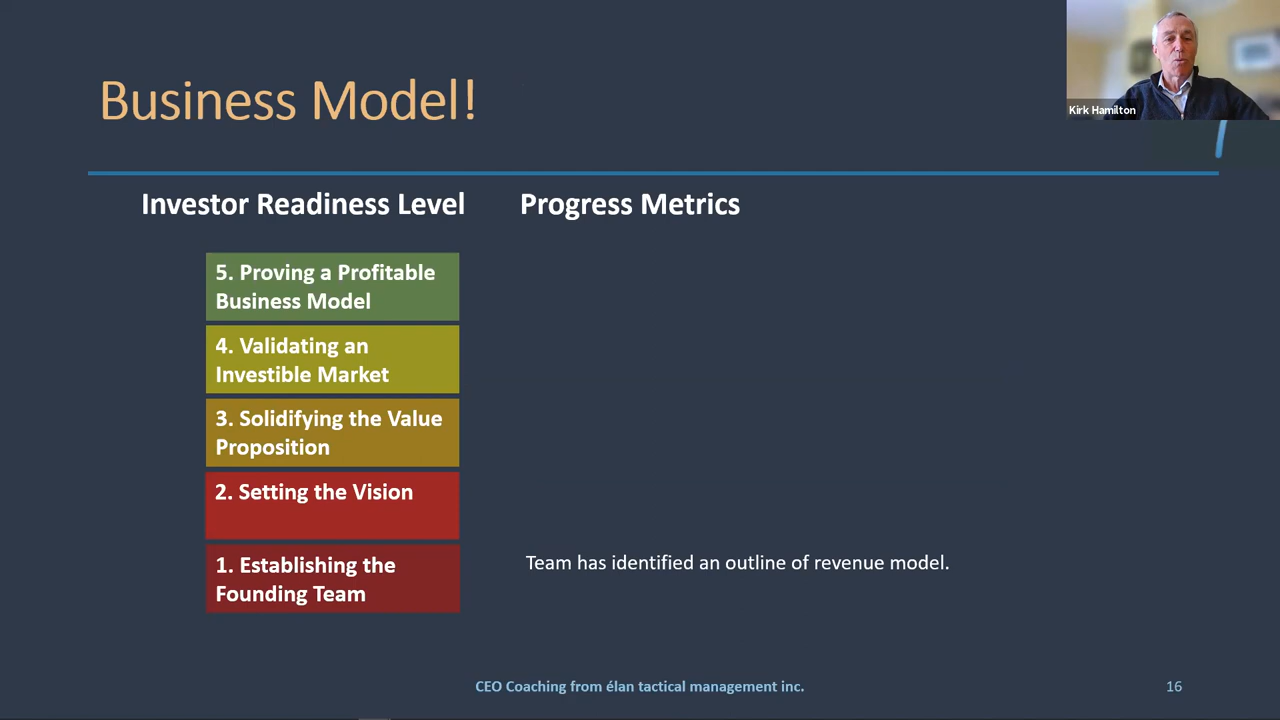 Business Model!
Kirk Hamilton
Investor Readiness Level
Progress Metrics
5. Proving a Profitable
Business Model
4. Validating an
Investible Market
3. Solidifying the Value
Proposition
2. Setting the Vision
1. Establishing the
Founding Team
Team has identified an outline of revenue model.
CEO Coaching from élan tactical management inc.
16